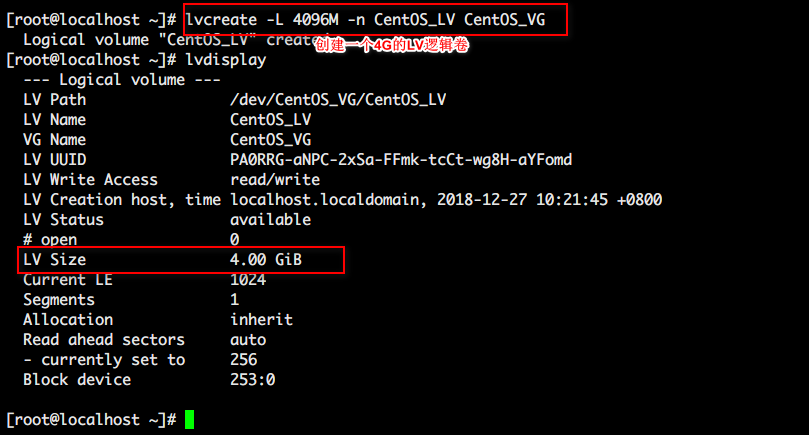 [root@localhost ~]# lvcreate -L 4096M -n CentOS_LV CentOS_VG
Logical volume "CentOS_LV" created
创建一个4G的LV逻辑卷
[root@localhost ~]# lvdisplay
--- Logical volume ---
LV Path /dev/CentOS_VG/CentOS_LV
LV Name CentOS_LV
VG Name CentOS_VG
LV UUID PA0RRG-aNPC-2xSa-FFmk-tcCt-wg8H-aYFomd
LV Write Access read/write
LV Creation host, time localhost.localdomain, 2018-12-27 10:21:45 +0800
LV Status available
# open 0
LV Size 4.00 GiB
Current LE 1024
Segments 1
Allocation inherit
Read ahead sectors auto
- currently set to 256
Block device 253:0
[root@localhost ~]#